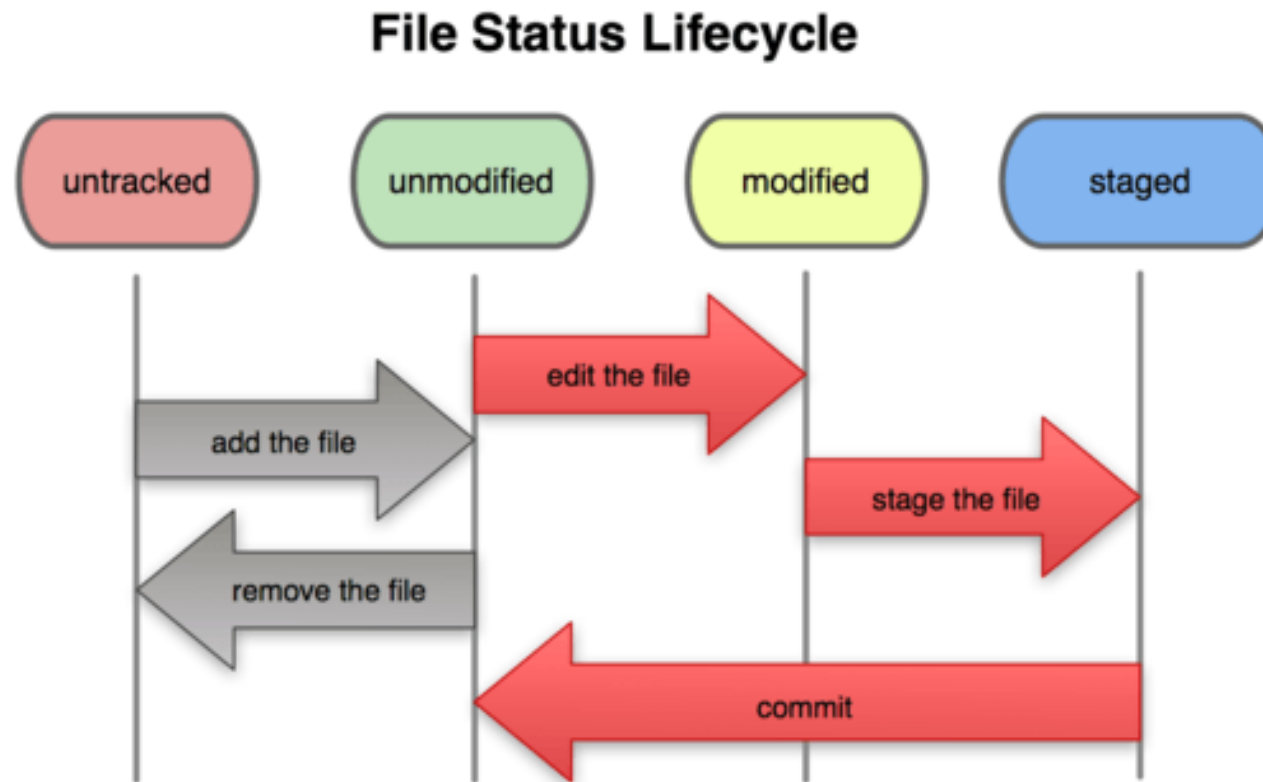 File Status Lifecycle
untracked
unmodified
modified
staged
edit the file
add the file
stage the file
remove the file
commit